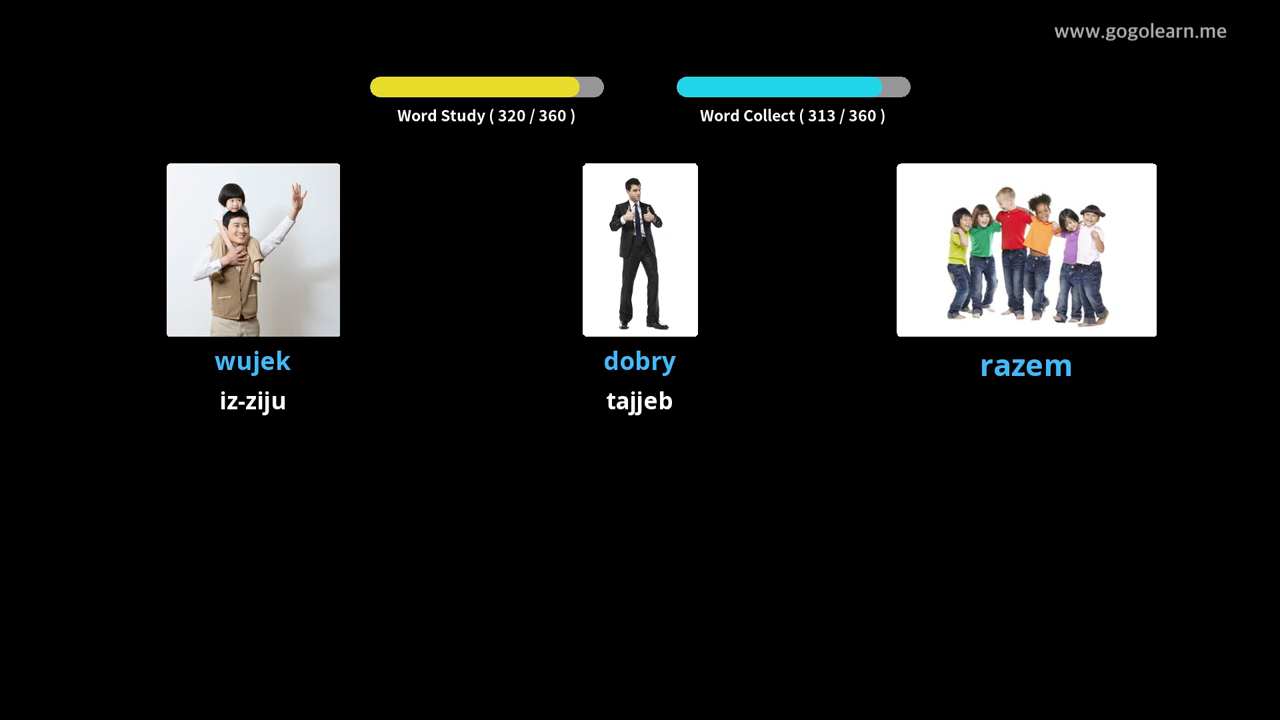 www.gogolearn.me
Word Study ( 320 / 360 )
Word Collect ( 313 / 360 )
wujek
dobry
razem
iz-ziju
tajjeb